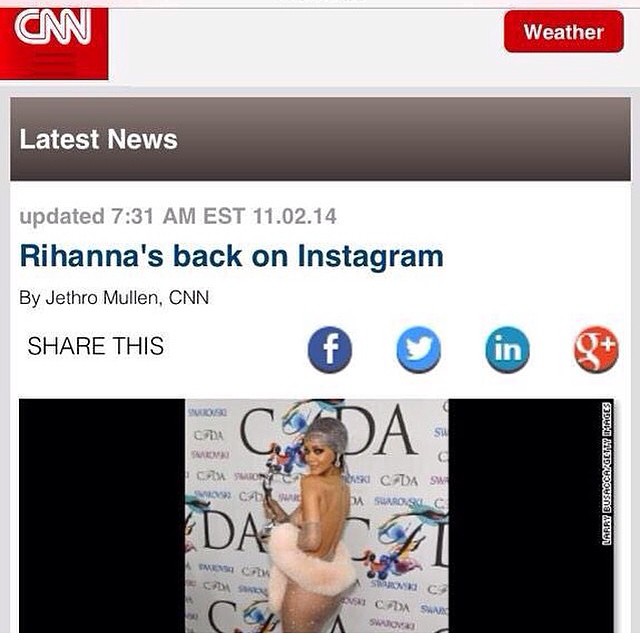 CNN
Weather
Latest News
updated 7:31 AM EST 11.02.14
Rihanna's back on Instagram
By Jethro Mullen, CNN
SHARE THIS
f
in
g+
LARRY BUSACCA/GETTY IMAGES
SWAROVSKI
CFDA
CFDA
SWAROVSKI
CFDA
CFDA
SWAROVSKI
CFDA
SWAROVSKI
CFDA
SWAROVSKI
CFDA
SWAROVSKI
CFDA
SWAROVSKI
CFDA
SWAROVSKI